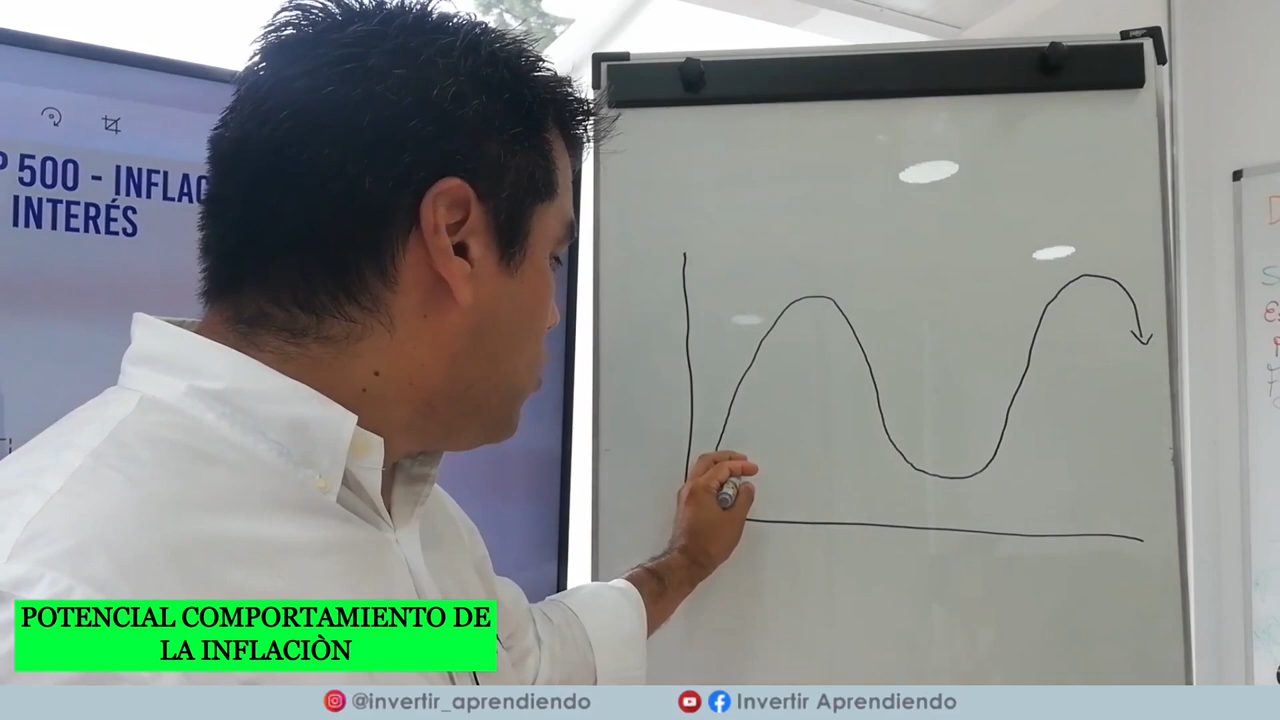 P 500 - INFLAC
INTERÉS
POTENCIAL COMPORTAMIENTO DE
LA INFLACIÒN
@invertir_aprendiendo
Invertir Aprendiendo